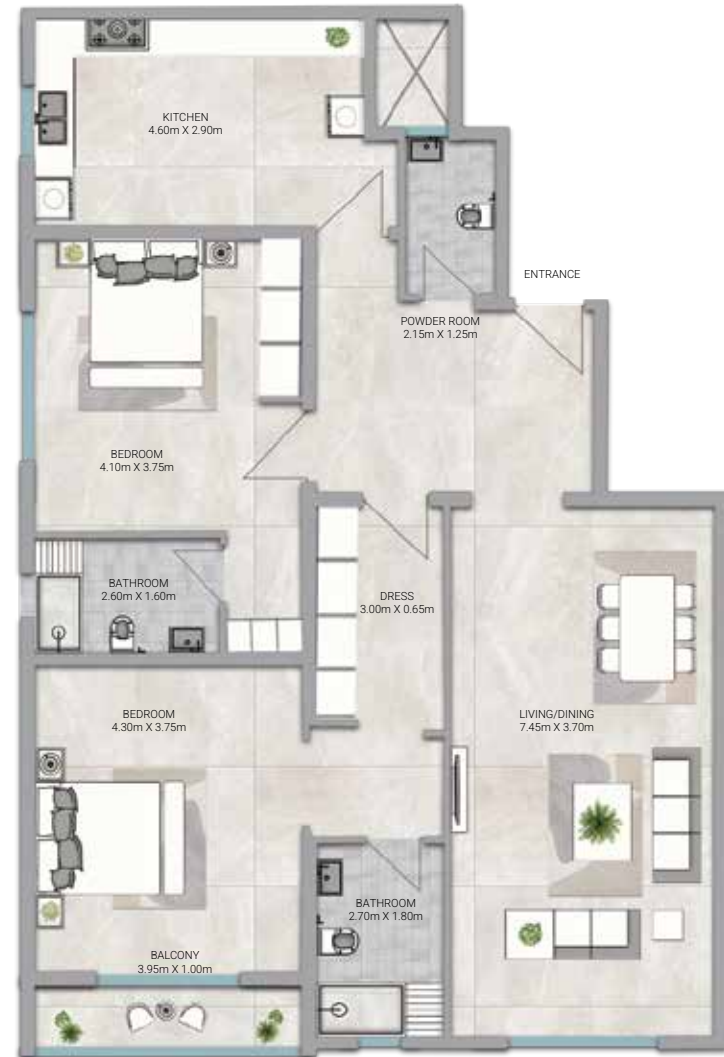 KITCHEN
4.60m X 2.90m
ENTRANCE
POWDER ROOM
2.15m X 1.25m
BEDROOM
4.10m X 3.75m
BATHROOM
2.60m X 1.60m
DRESS
3.00m X 0.65m
BEDROOM
4.30m X 3.75m
LIVING/DINING
7.45m X 3.70m
BATHROOM
2.70m X 1.80m
BALCONY
3.95m X 1.00m